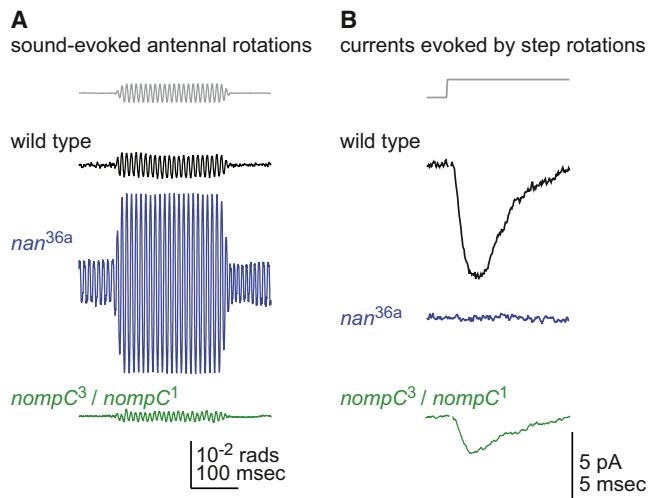 A
sound-evoked antennal rotations
wild type
nan36a
nompC3 / nompC1
10-2 rads
100 msec
B
currents evoked by step rotations
wild type
nan36a
nompC3 / nompC1
5 pA
5 msec